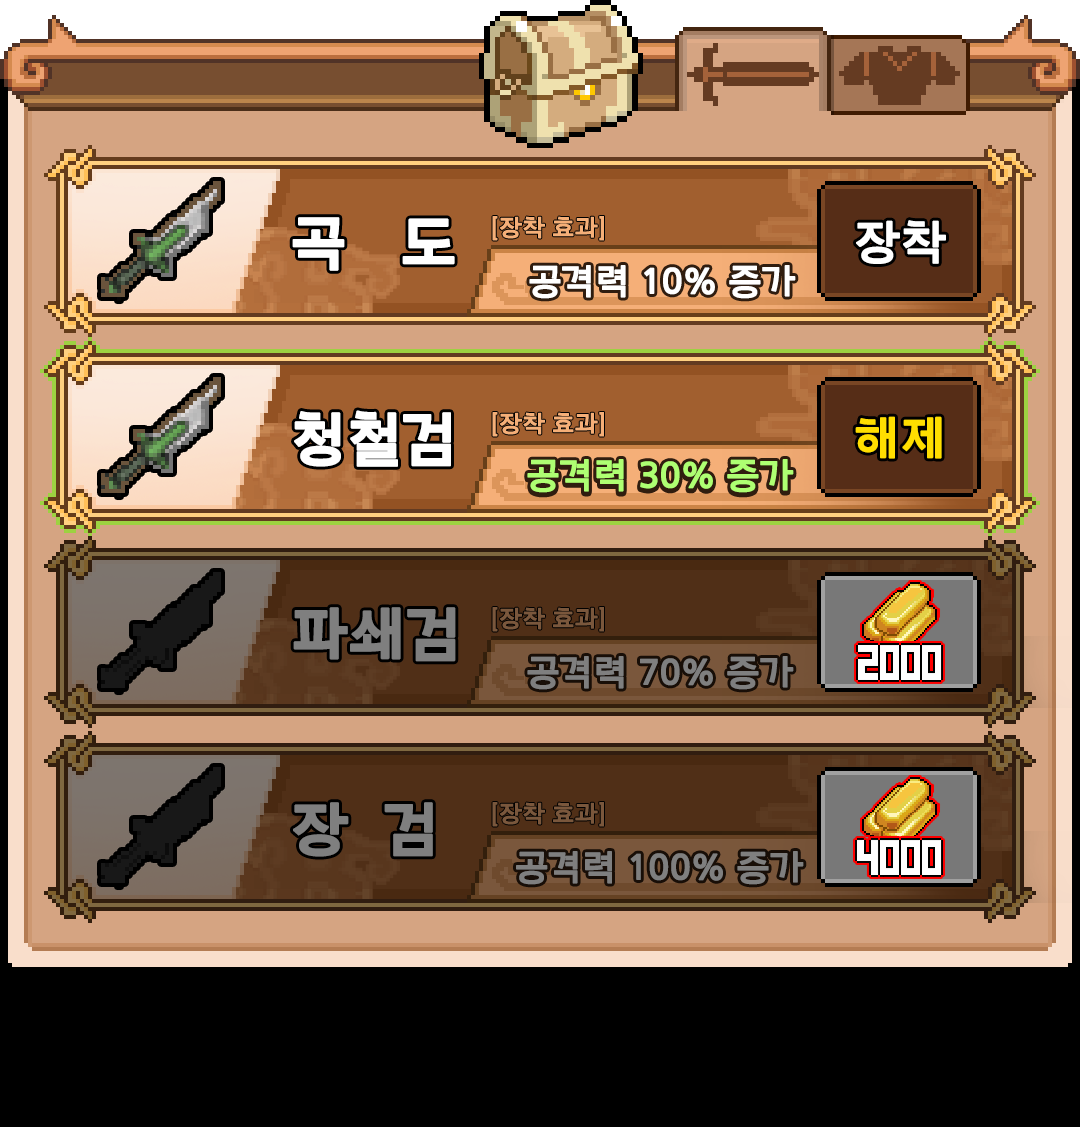 곡 도
[장착 효과]
공격력 10% 증가
장착
청철검
[장착 효과]
공격력 30% 증가
해제
파쇄검
[장착 효과]
공격력 70% 증가
2000
장 검
[장착 효과]
공격력 100% 증가
4000